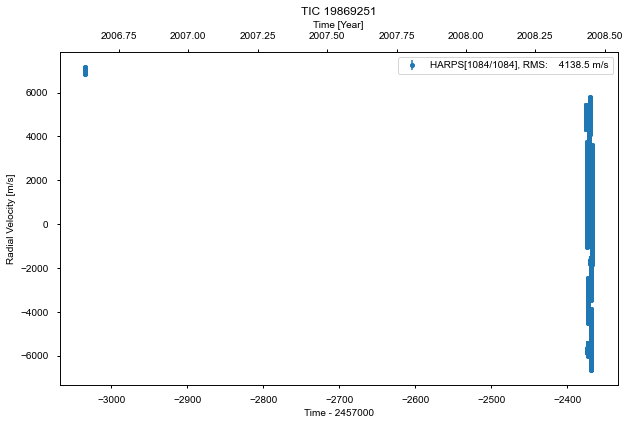 TIC 19869251
Time [Year]
2006.75 2007.00 2007.25 2007.50 2007.75 2008.00 2008.25 2008.50
HARPS[1084/1084], RMS: 4138.5 m/s
6000
4000
2000
0
−2000
−4000
−6000
Radial Velocity [m/s]
−3000 −2900 −2800 −2700 −2600 −2500 −2400
Time - 2457000